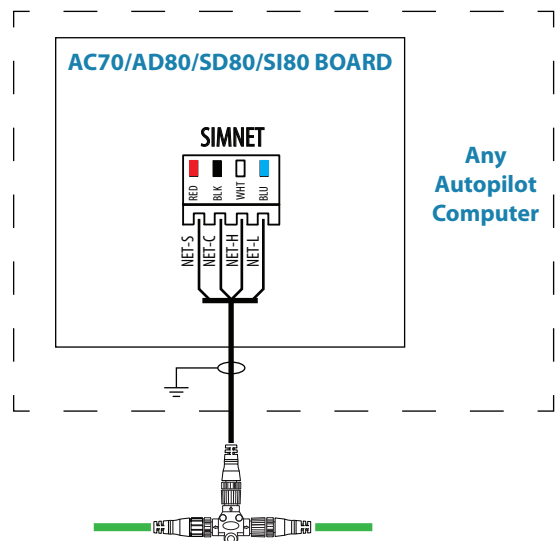 AC70/AD80/SD80/SI80 BOARD
SIMNET
RED
BLK
WHT
BLU
NET-S
NET-C
NET-H
NET-L
Any
Autopilot
Computer